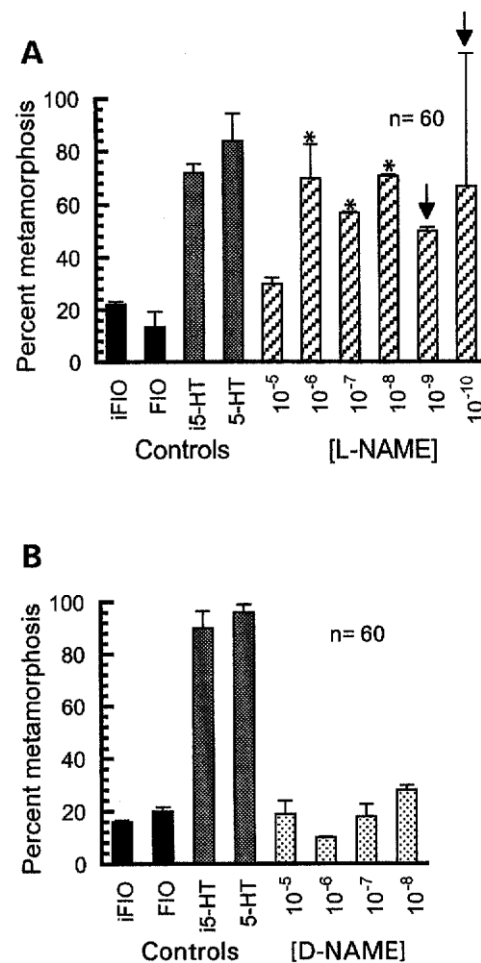 A
Percent metamorphosis
100
80
60
40
20
0
n= 60
* * *
iFIO FIO i5-HT 5-HT 10⁻⁵ 10⁻⁶ 10⁻⁷ 10⁻⁸ 10⁻⁹ 10⁻¹⁰
Controls [L-NAME]
B
Percent metamorphosis
100
80
60
40
20
0
n= 60
iFIO FIO i5-HT 5-HT 10⁻⁵ 10⁻⁶ 10⁻⁷ 10⁻⁸
Controls [D-NAME]